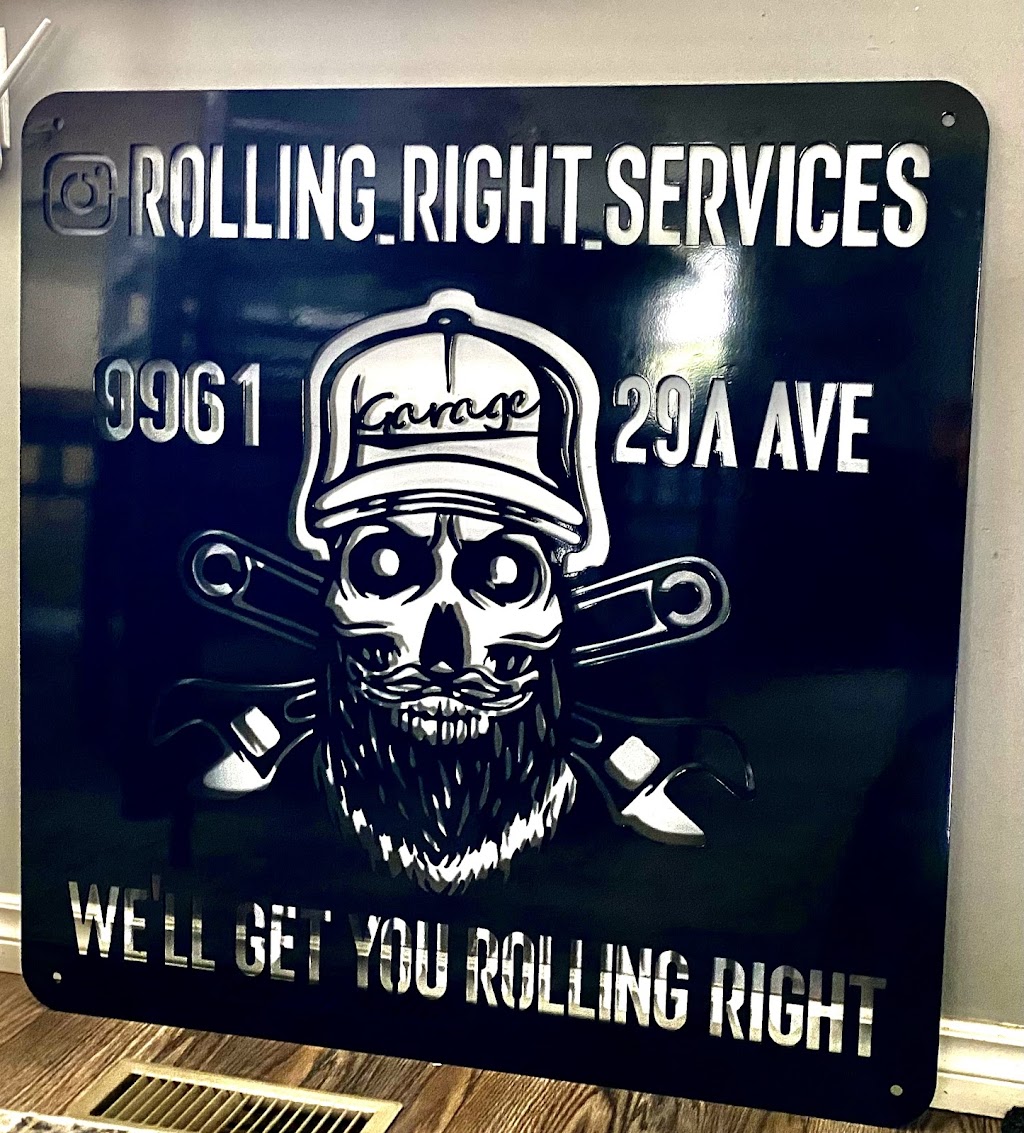 ROLLING_RIGHT_SERVICES
9961 29A AVE
Garage
WE'LL GET YOU ROLLING RIGHT